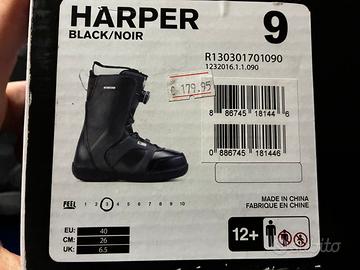 HARPER
BLACK/NOIR
9
R130301701090
1232016.1.1.090
€ 179.95
8 86745 18144 6
0 886745 181446
FEEL 1 2 3 4 5 6 7 8 9 10
EU: 40
CM: 26
UK: 6.5
MADE IN CHINA
FABRIQUE EN CHINE
12+
Subito